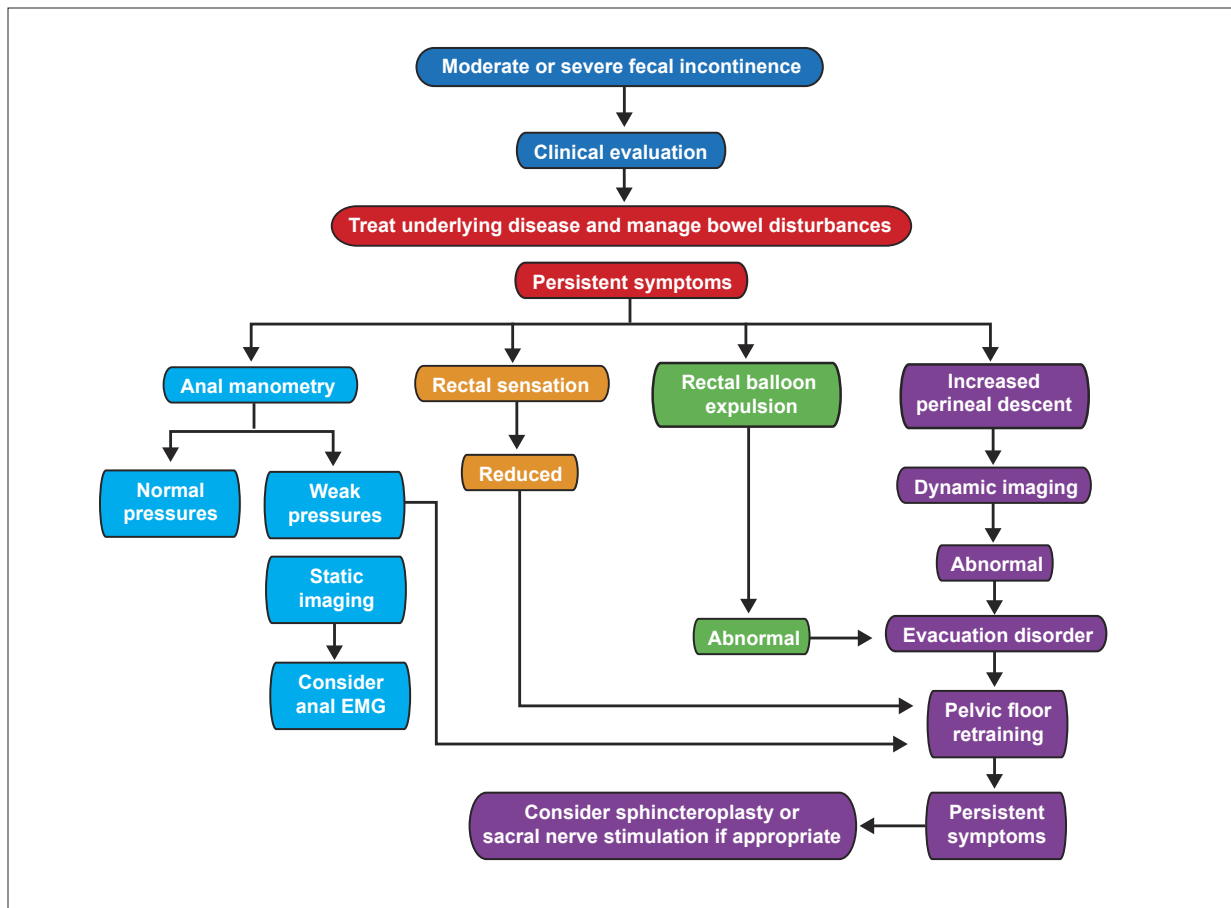 Moderate or severe fecal incontinence
Clinical evaluation
Treat underlying disease and manage bowel disturbances
Persistent symptoms
Anal manometry
Rectal sensation
Rectal balloon
expulsion
Increased
perineal descent
Normal
pressures
Weak
pressures
Reduced
Dynamic imaging
Static
imaging
Abnormal
Abnormal
Evacuation disorder
Consider
anal EMG
Pelvic floor
retraining
Consider sphincteroplasty or
sacral nerve stimulation if appropriate
Persistent
symptoms